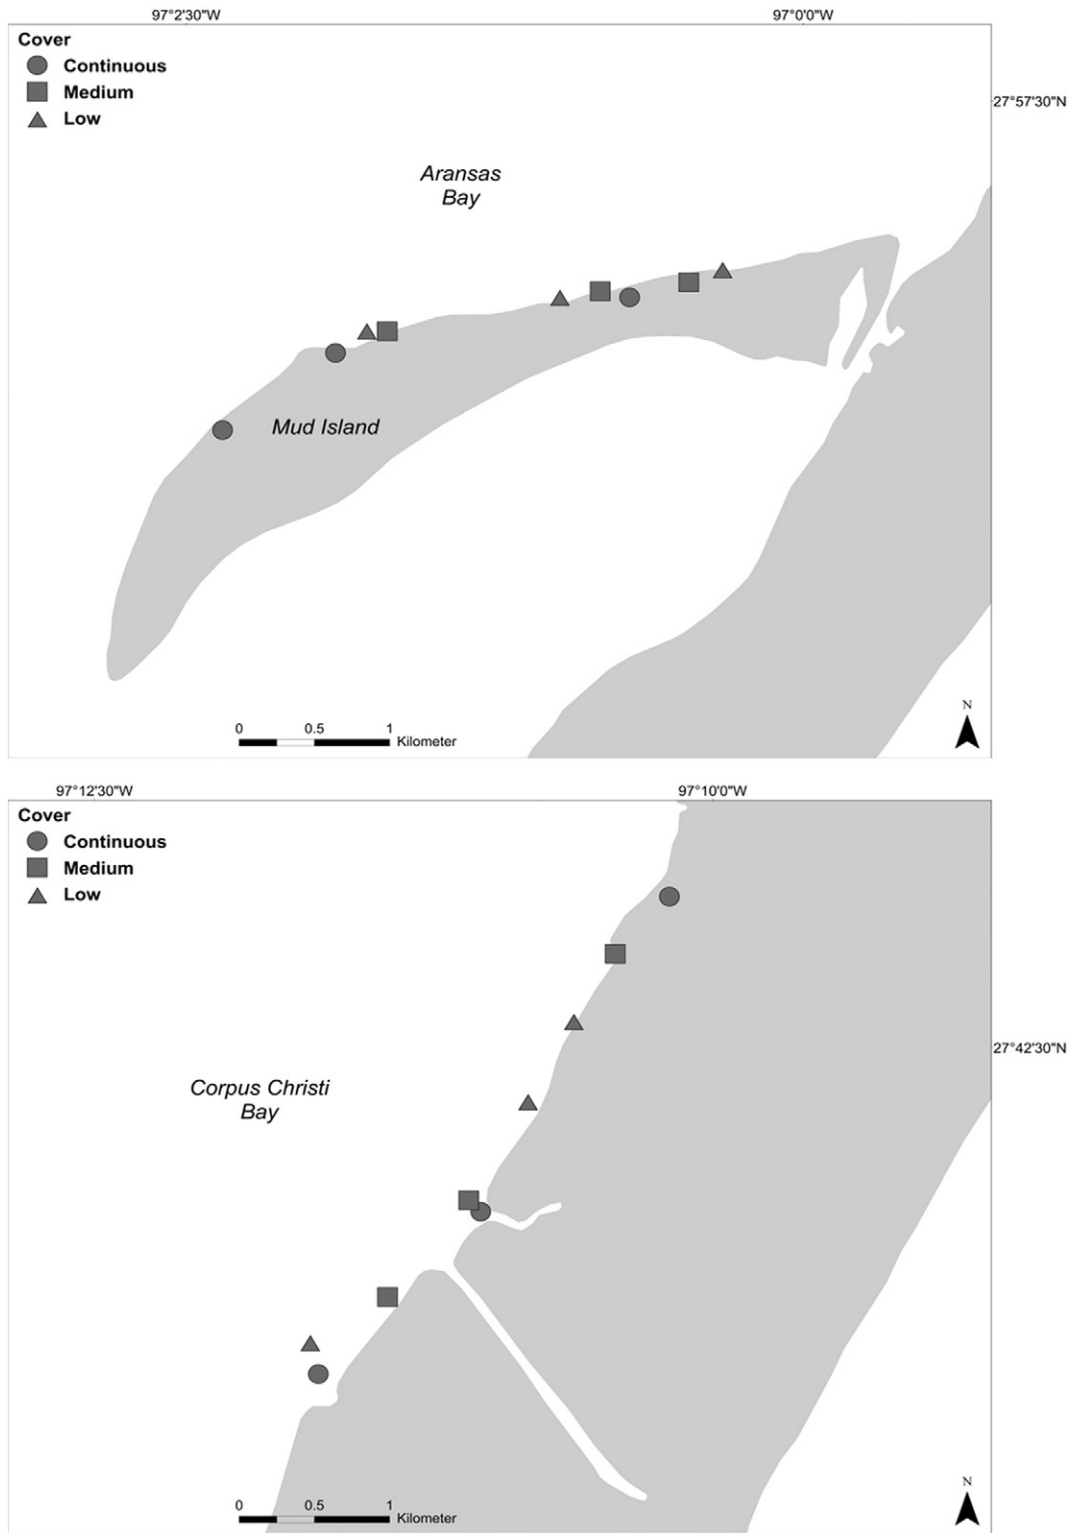 97°2'30"W 97°0'0"W
Cover
Continuous
Medium
Low
27°57'30"N
Aransas
Bay
Mud Island
N
0 0.5 1
Kilometer
97°12'30"W 97°10'0"W
Cover
Continuous
Medium
Low
27°42'30"N
Corpus Christi
Bay
N
0 0.5 1
Kilometer